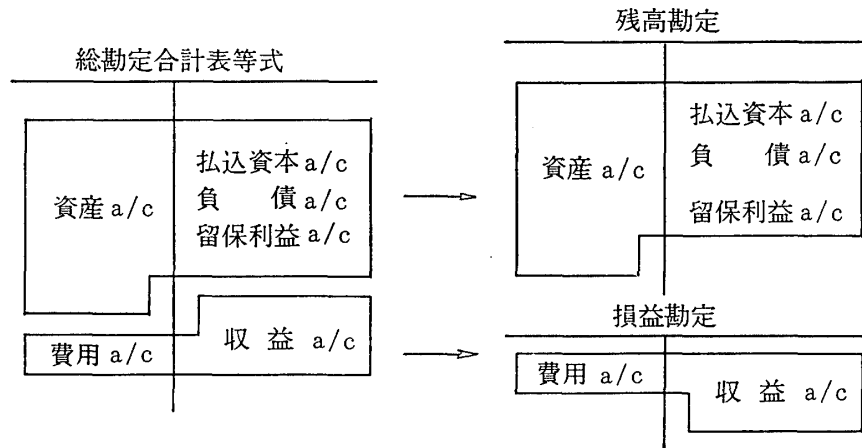 総勘定合計表等式
資産 a/c
払込資本 a/c
負　債 a/c
留保利益 a/c
費用 a/c
収 益 a/c
残高勘定
資産 a/c
払込資本 a/c
負　債 a/c
留保利益 a/c
損益勘定
費用 a/c
収 益 a/c